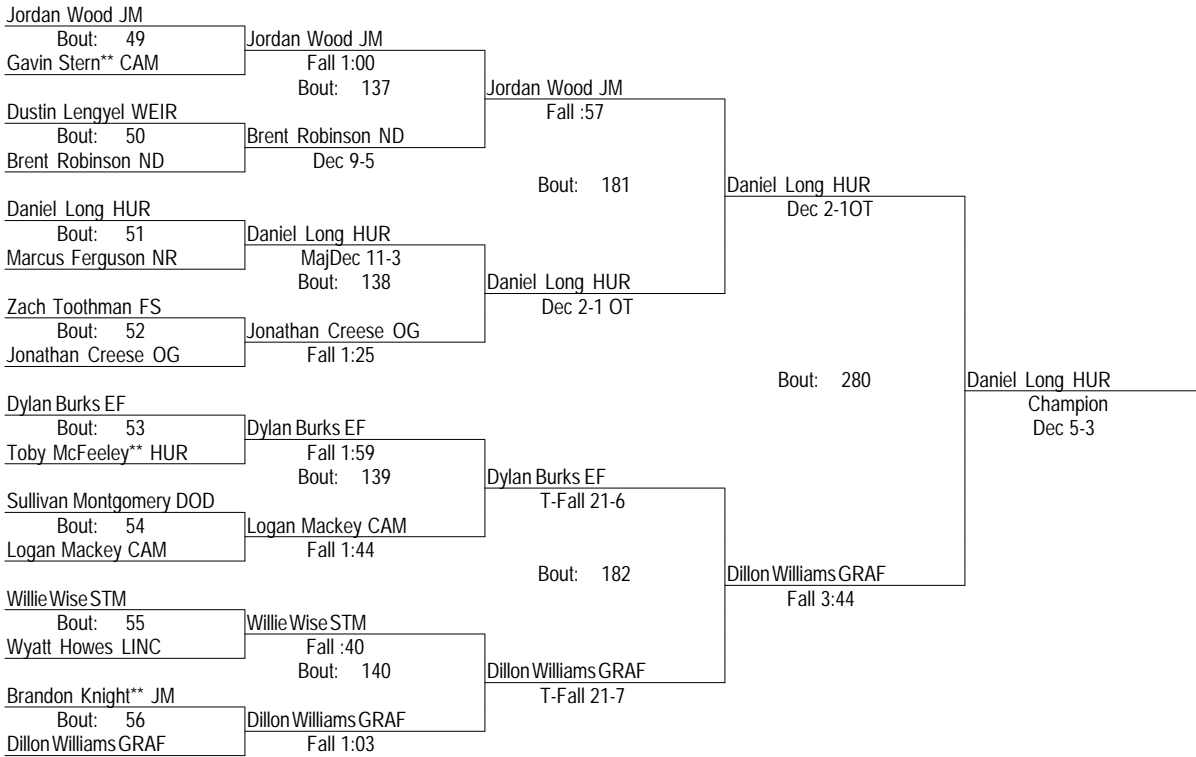 Jordan Wood JM
Bout: 49
Gavin Stern** CAM
Dustin Lengyel WEIR
Bout: 50
Brent Robinson ND
Daniel Long HUR
Bout: 51
Marcus Ferguson NR
Zach Toothman FS
Bout: 52
Jonathan Creese OG
Dylan Burks EF
Bout: 53
Toby McFeeley** HUR
Sullivan Montgomery DOD
Bout: 54
Logan Mackey CAM
Willie Wise STM
Bout: 55
Wyatt Howes LINC
Brandon Knight** JM
Bout: 56
Dillon Williams GRAF
Jordan Wood JM
Fall 1:00
Bout: 137
Brent Robinson ND
Dec 9-5
Daniel Long HUR
MajDec 11-3
Bout: 138
Jonathan Creese OG
Fall 1:25
Dylan Burks EF
Fall 1:59
Bout: 139
Logan Mackey CAM
Fall 1:44
Willie Wise STM
Fall :40
Bout: 140
Dillon Williams GRAF
Fall 1:03
Jordan Wood JM
Fall :57
Bout: 181
Daniel Long HUR
Dec 2-1 OT
Dylan Burks EF
T-Fall 21-6
Bout: 182
Dillon Williams GRAF
T-Fall 21-7
Daniel Long HUR
Dec 2-1OT
Bout: 280
Dillon Williams GRAF
Fall 3:44
Daniel Long HUR
Champion
Dec 5-3